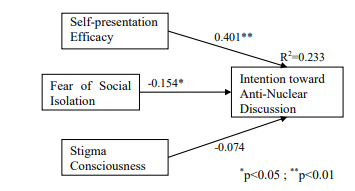 Self-presentation
Efficacy
0.401**
R²=0.233
Fear of Social
Isolation
-0.154*
Intention toward
Anti-Nuclear
Discussion
Stigma
Consciousness
-0.074
*p<0.05 ; **p<0.01